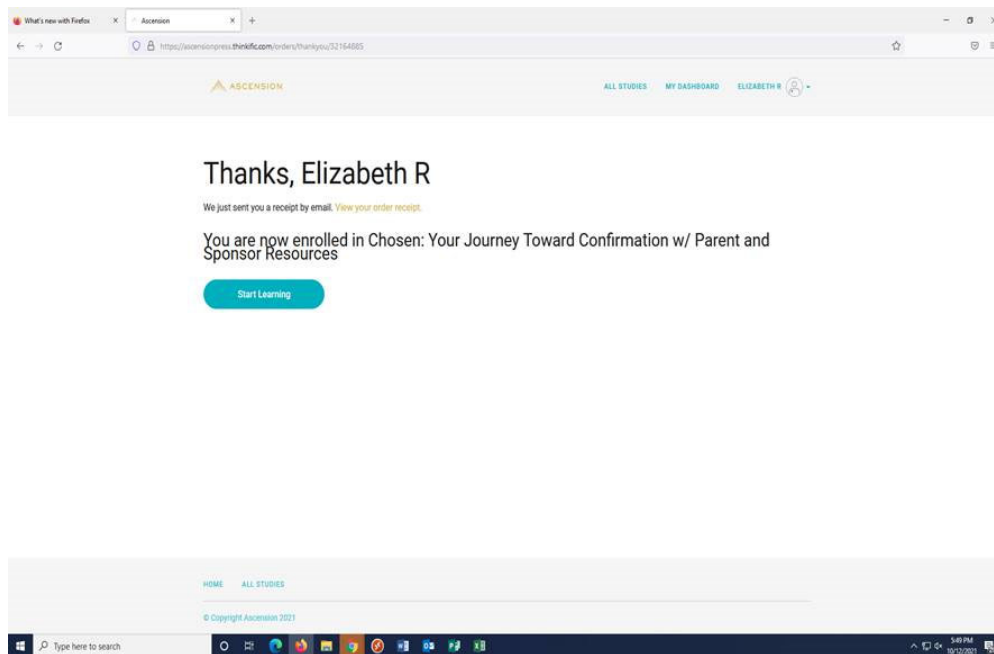 What's new with Firefox
Ascension
https://ascensionpress.thinkific.com/orders/thankyou/52164685
ASCENSION
ALL STUDIES MY DASHBOARD ELIZABETH R
Thanks, Elizabeth R
We just sent you a receipt by email. View your order receipt.
You are now enrolled in Chosen: Your Journey Toward Confirmation w/ Parent and
Sponsor Resources
Start Learning
HOME ALL STUDIES
© Copyright Ascension 2021
Type here to search
5:49 PM
10/12/2021